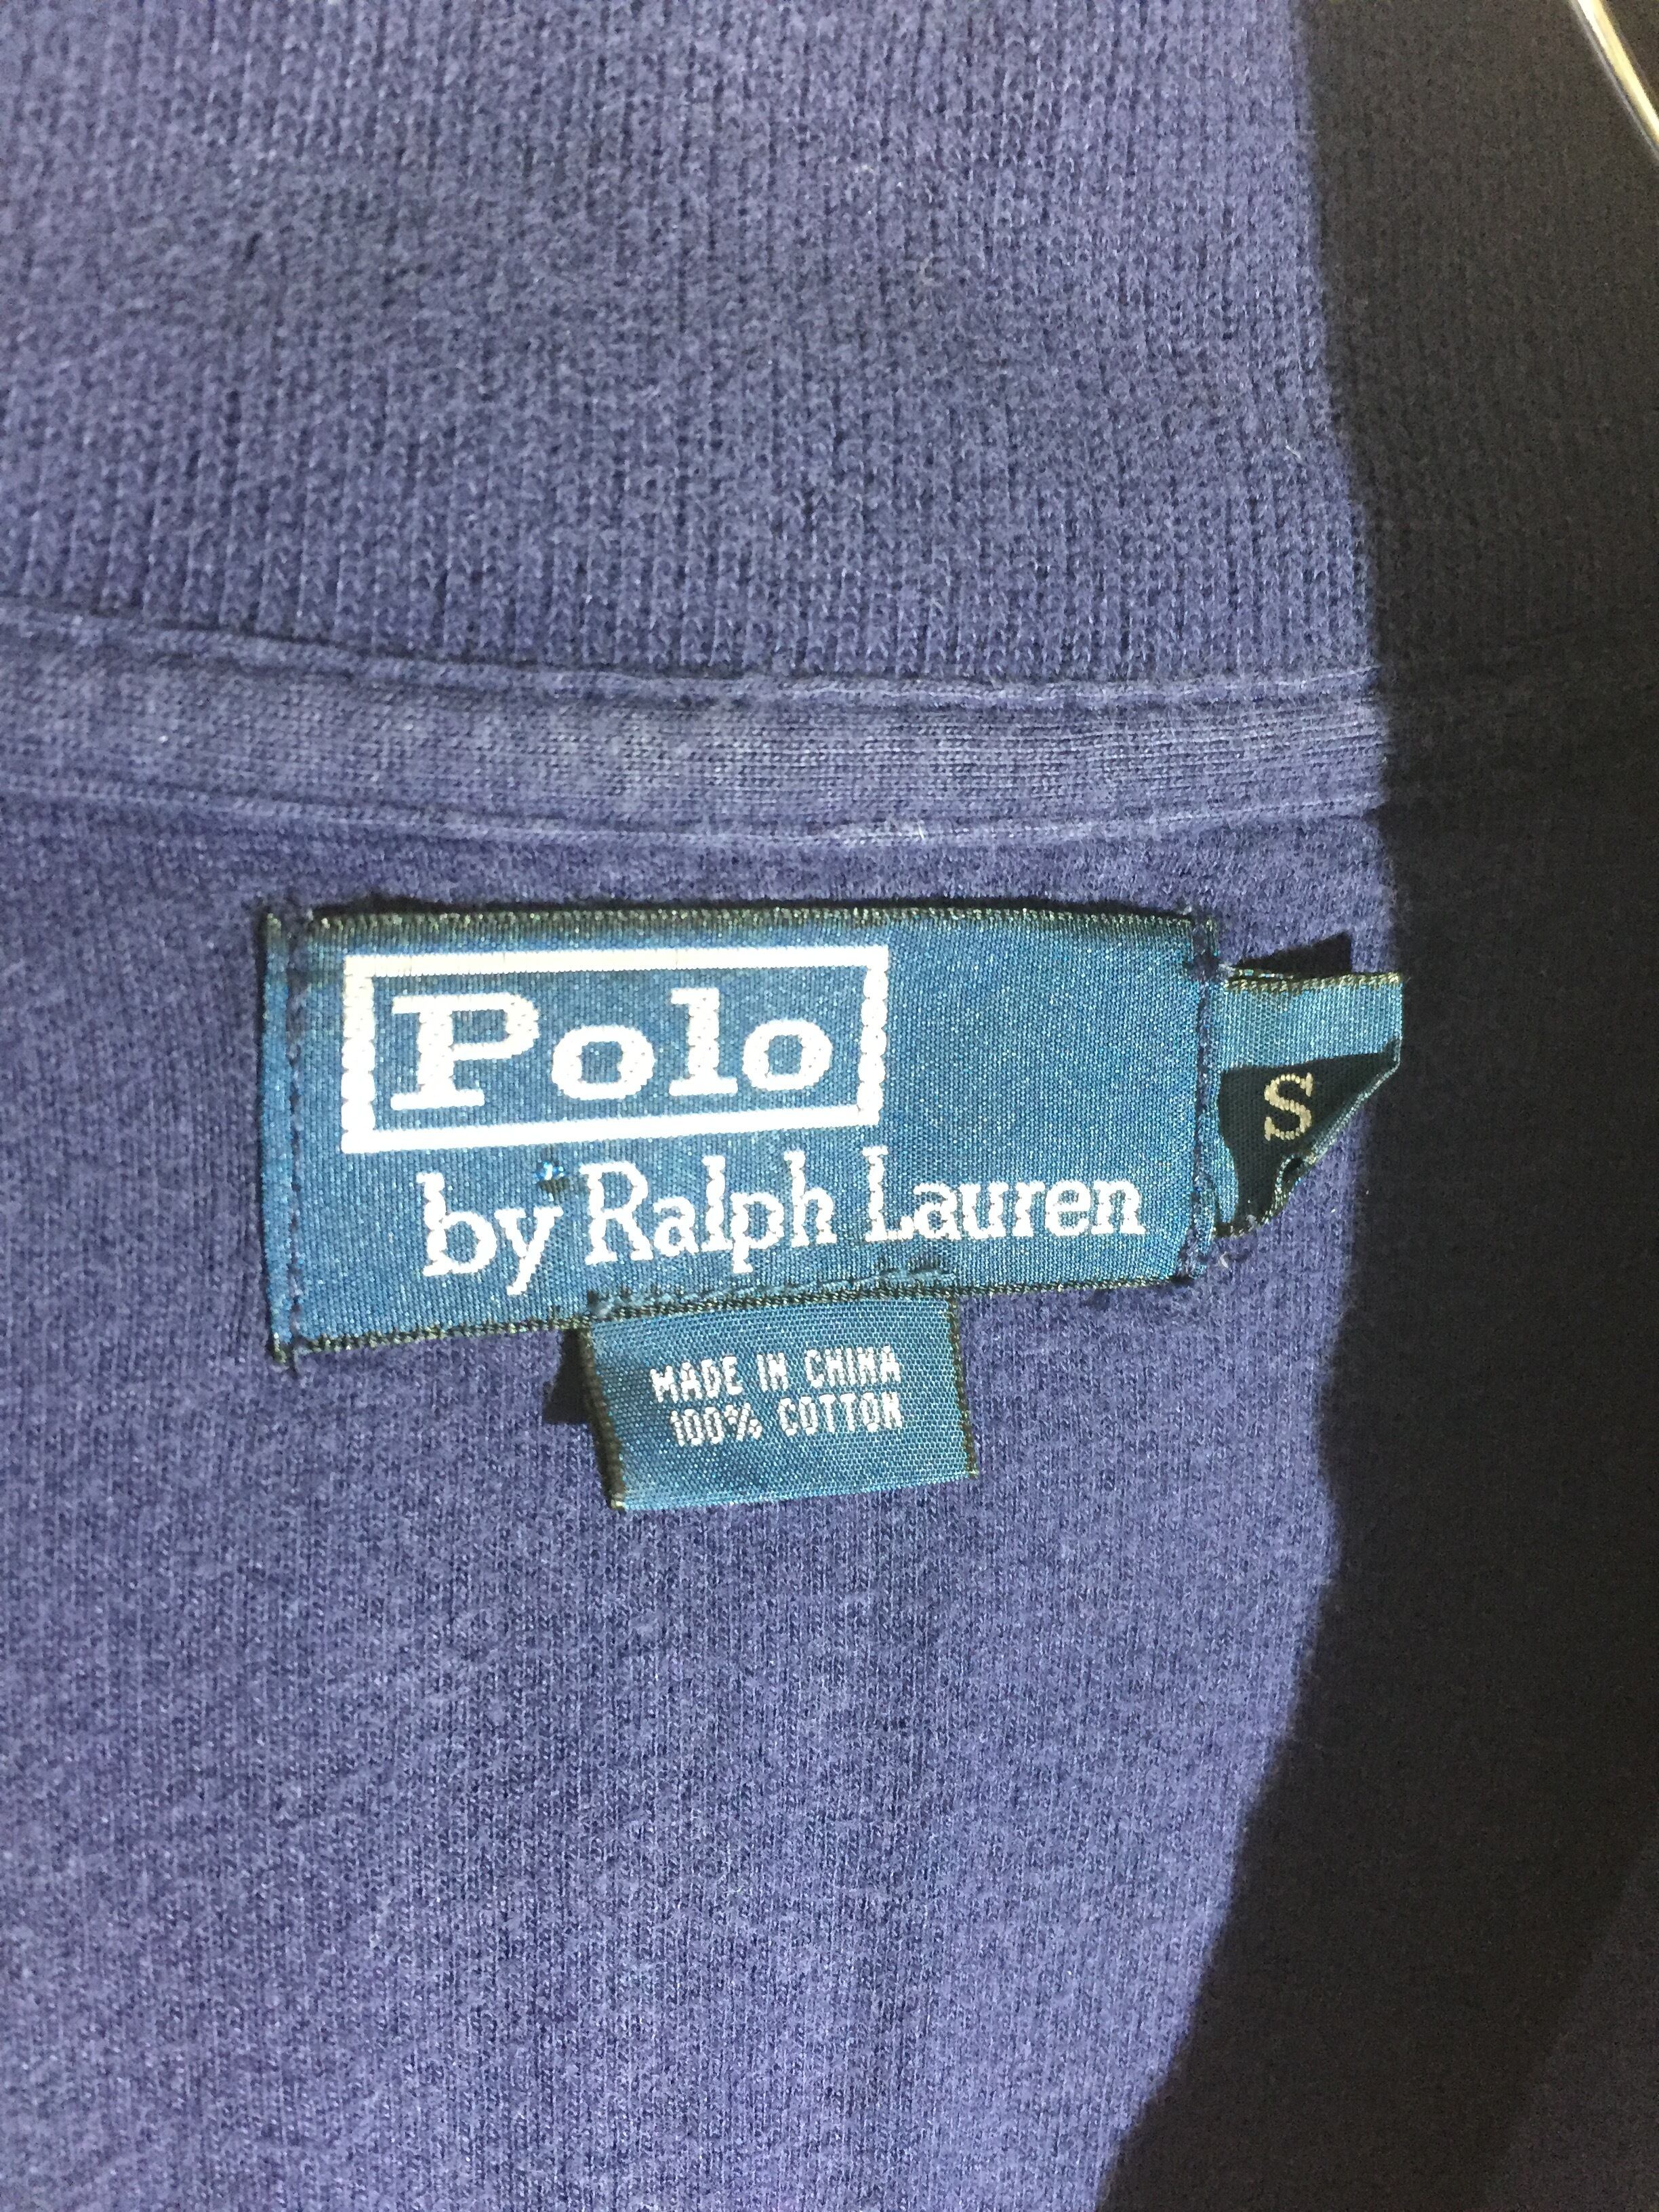 Polo
by Ralph Lauren
S
MADE IN CHINA
100% COTTON